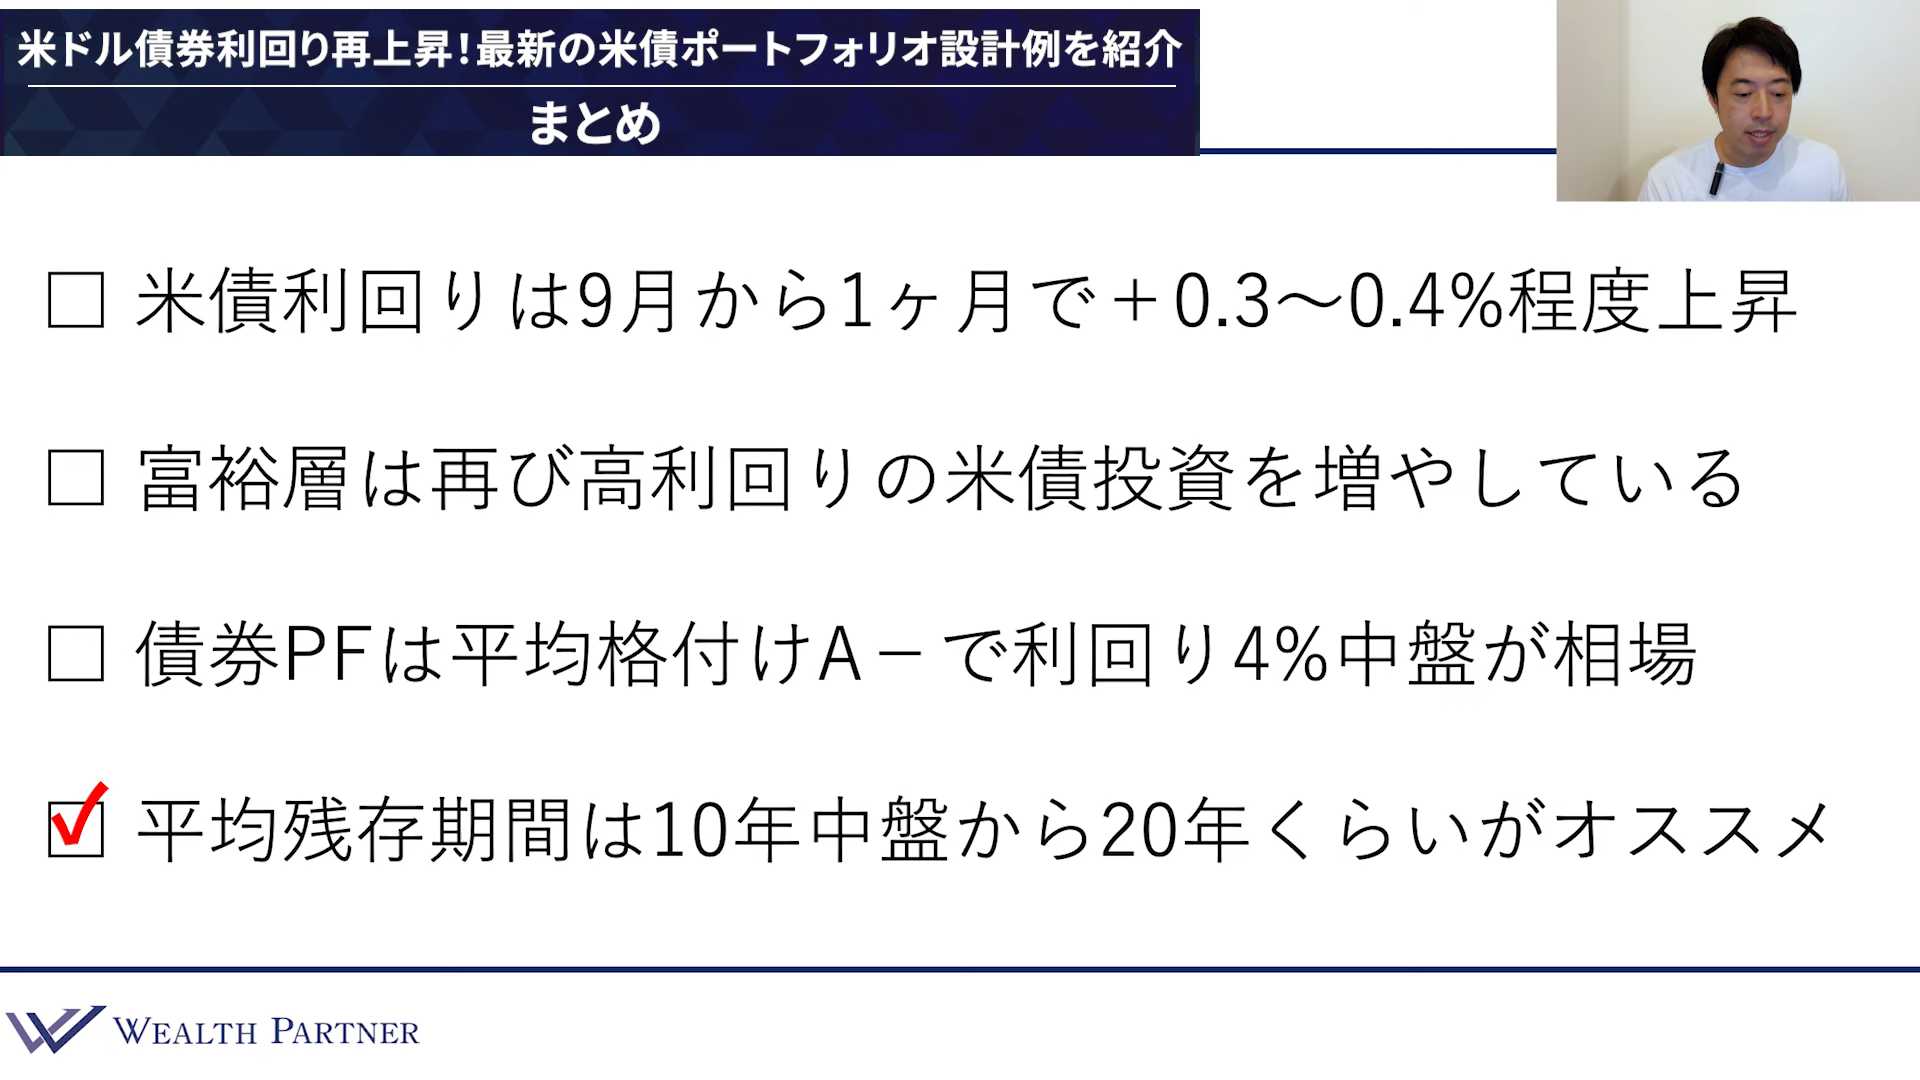 米ドル債券利回り再上昇！最新の米債ポートフォリオ設計例を紹介
まとめ
米債利回りは9月から1ヶ月で＋0.3～0.4%程度上昇
富裕層は再び高利回りの米債投資を増やしている
債券PFは平均格付けA－で利回り4%中盤が相場
平均残存期間は10年中盤から20年くらいがオススメ
WEALTH PARTNER